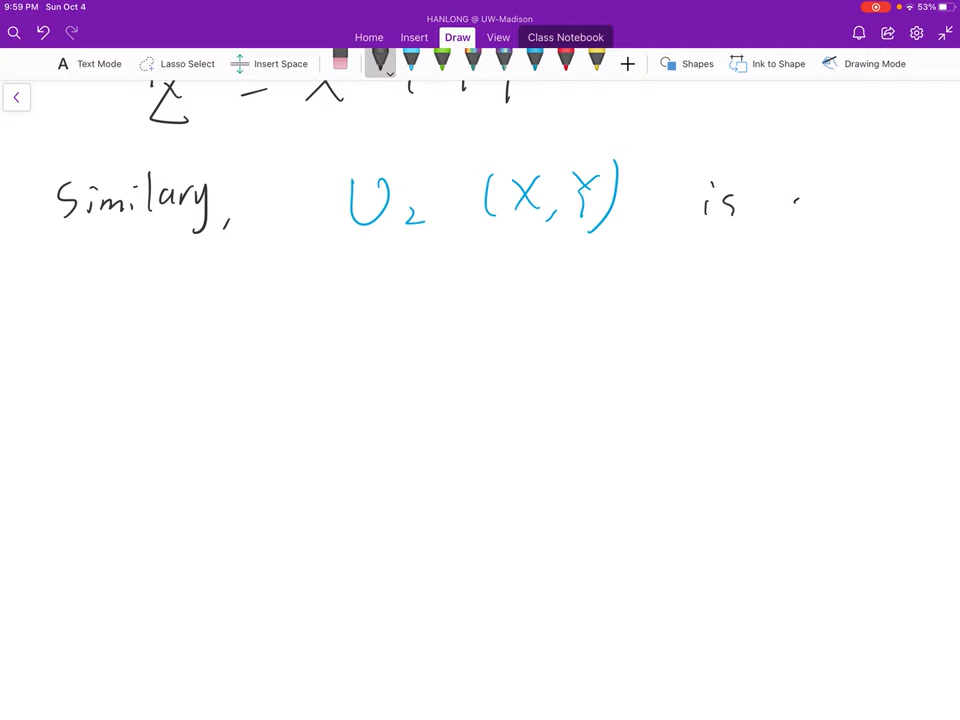 9:59 PM Sun Oct 4
53%
HANLONG @ UW-Madison
Home Insert Draw View Class Notebook
Text Mode Lasso Select Insert Space Shapes Ink to Shape Drawing Mode
Similary, U₂ (X, Y) is